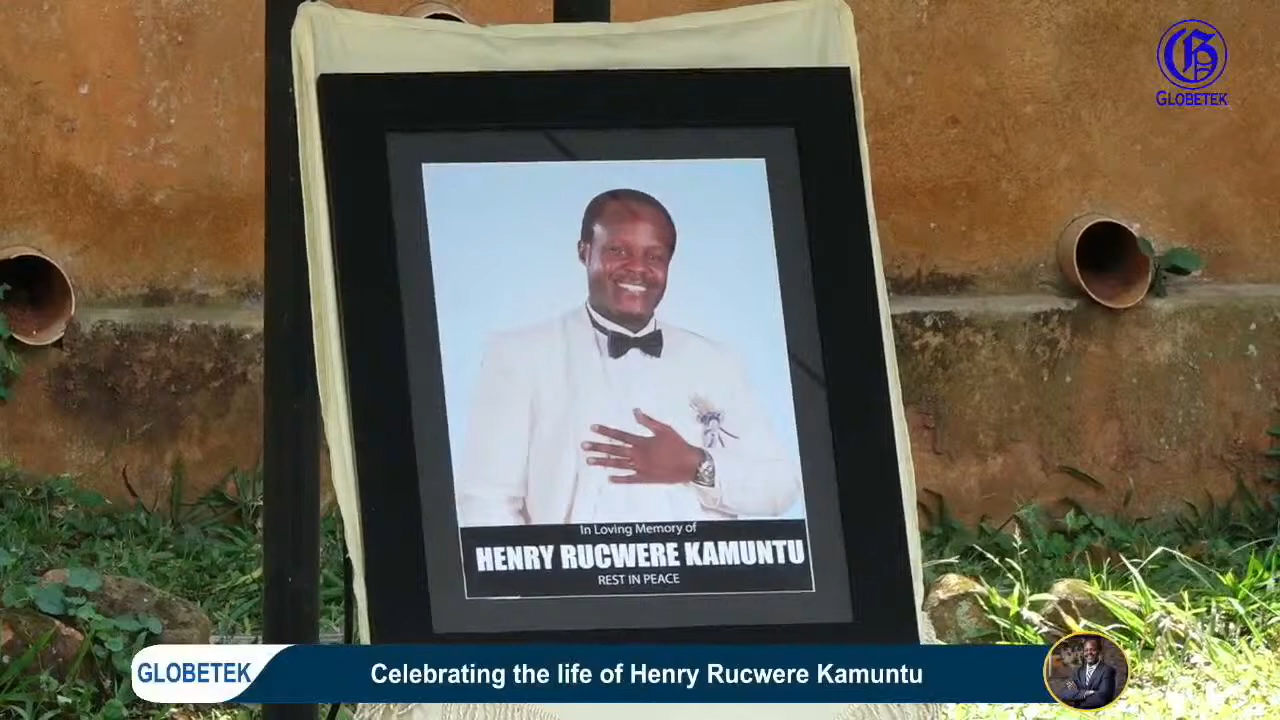 GLOBETEK
In Loving Memory of
HENRY RUCWERE KAMUNTU
REST IN PEACE
GLOBETEK
Celebrating the life of Henry Rucwere Kamuntu